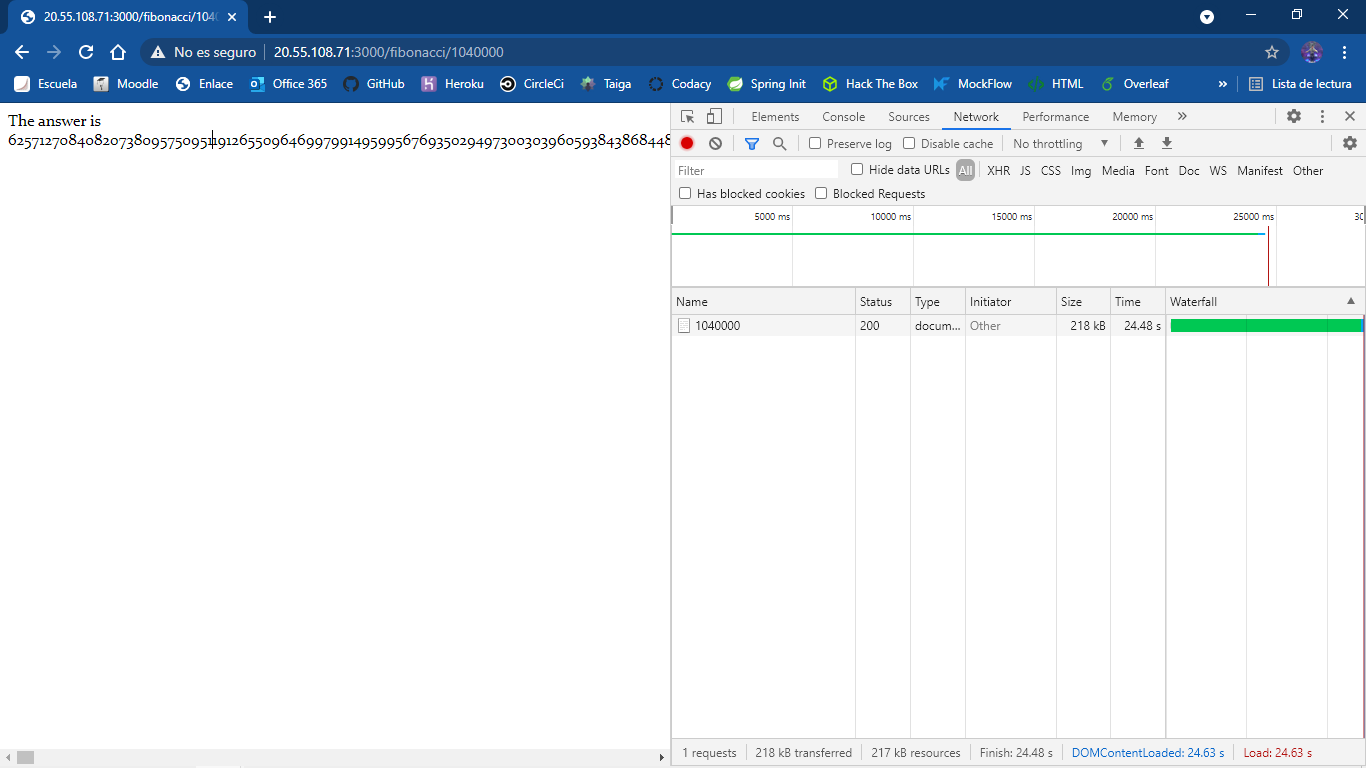 20.55.108.71:3000/fibonacci/1040
No es seguro 20.55.108.71:3000/fibonacci/1040000
Escuela Moodle Enlace Office 365 GitHub Heroku CircleCi Taiga Codacy Spring Init Hack The Box MockFlow HTML Overleaf » Lista de lectura
The answer is
62571270840820738095750951191265509646997991495995676935029497300303960593843868448
Elements Console Sources Network Performance Memory »
Preserve log Disable cache No throttling
Filter Hide data URLs All XHR JS CSS Img Media Font Doc WS Manifest Other
Has blocked cookies Blocked Requests
5000 ms 10000 ms 15000 ms 20000 ms 25000 ms 30
Name Status Type Initiator Size Time Waterfall
1040000 200 docum... Other 218 kB 24.48 s
1 requests 218 kB transferred 217 kB resources Finish: 24.48 s DOMContentLoaded: 24.63 s Load: 24.63 s